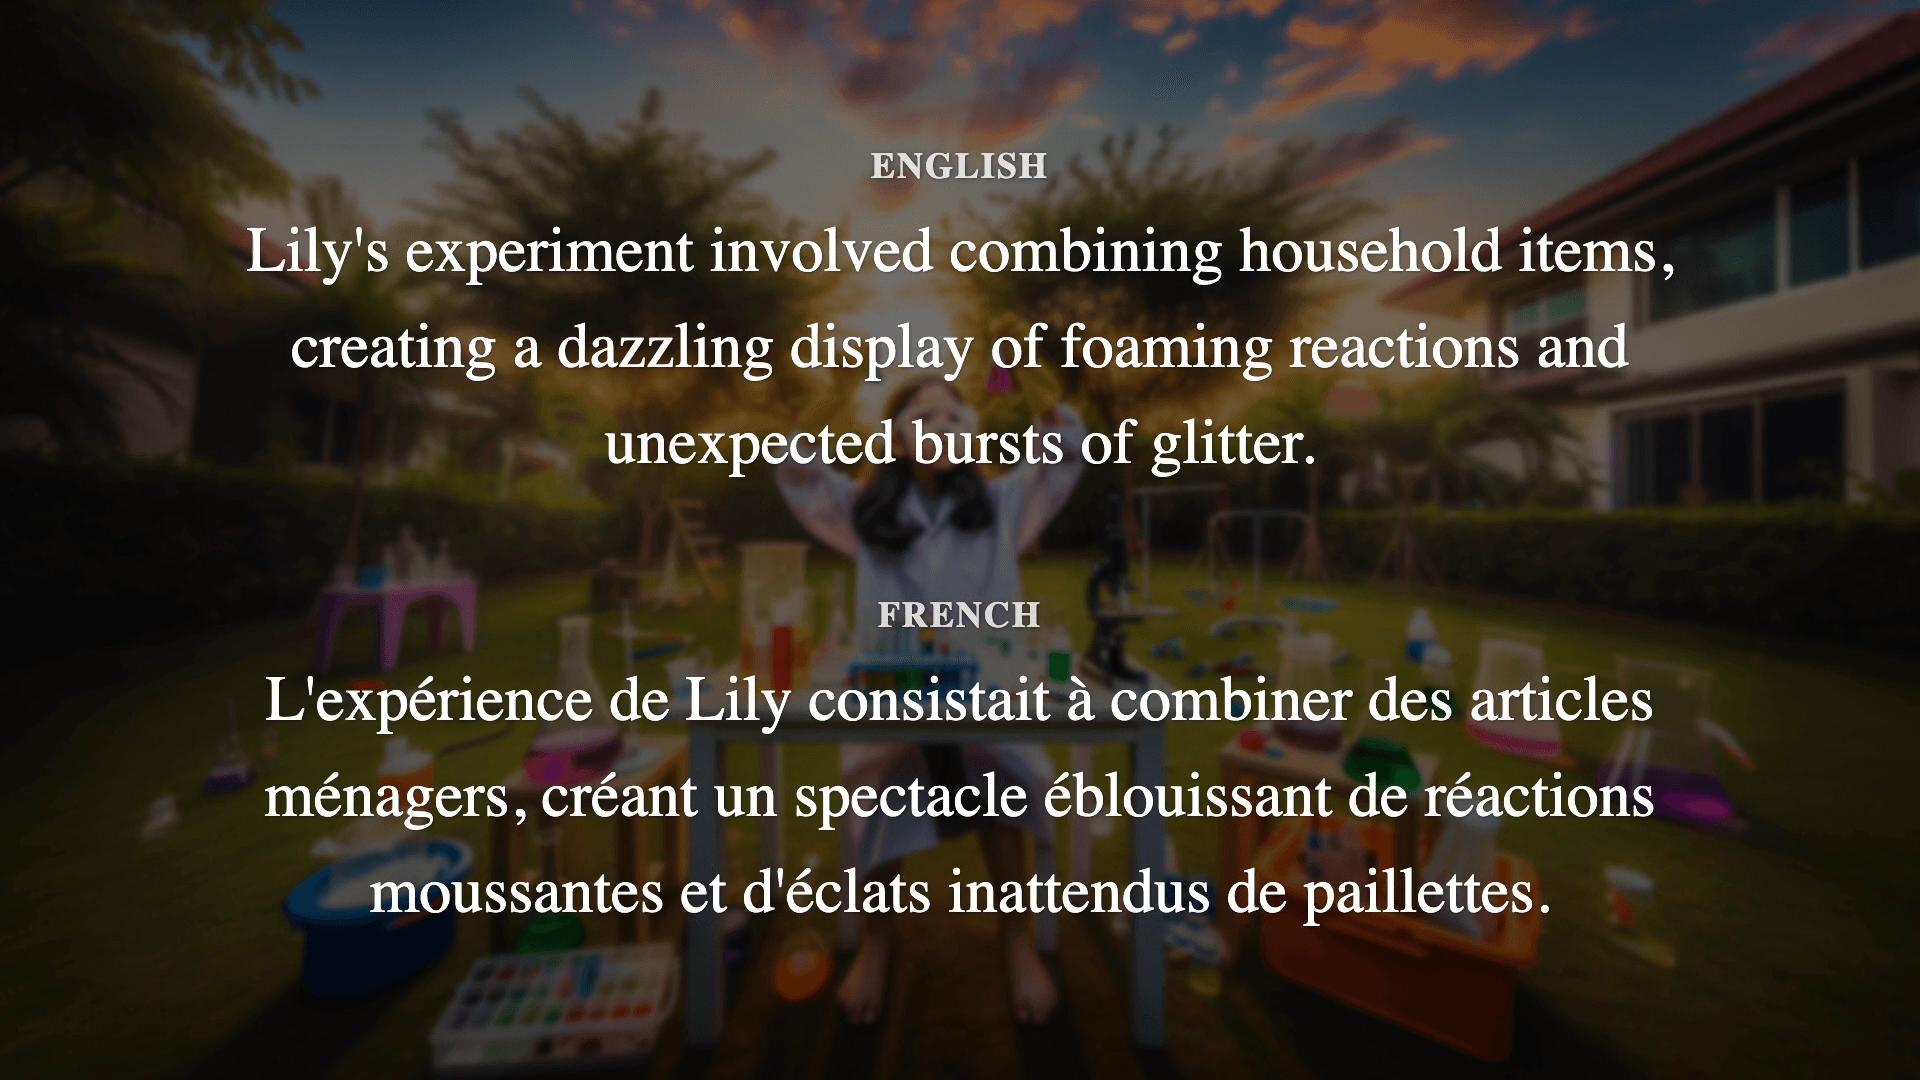 ENGLISH
Lily's experiment involved combining household items,
creating a dazzling display of foaming reactions and
unexpected bursts of glitter.
FRENCH
L'expérience de Lily consistait à combiner des articles
ménagers, créant un spectacle éblouissant de réactions
moussantes et d'éclats inattendus de paillettes.